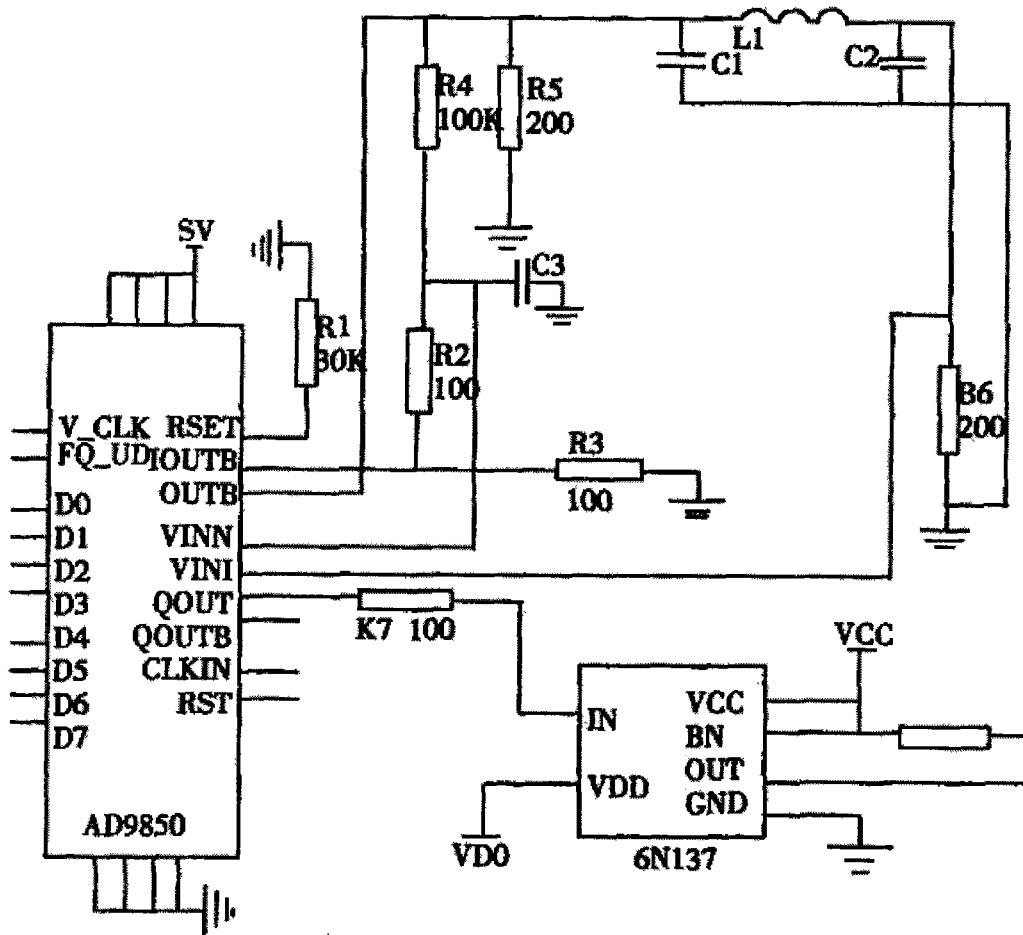 L1
C1
C2
R4
100K
R5
200
SV
C3
R1
30K
R2
100
B6
200
V_CLK
RSET
FQ_UD
IOUTB
OUTB
R3
100
D0
D1
VINN
D2
VINI
D3
QOUT
K7 100
D4
QOUTB
D5
CLKIN
D6
RST
D7
VCC
IN
VCC
BN
VDD
OUT
GND
AD9850
VD0
6N137